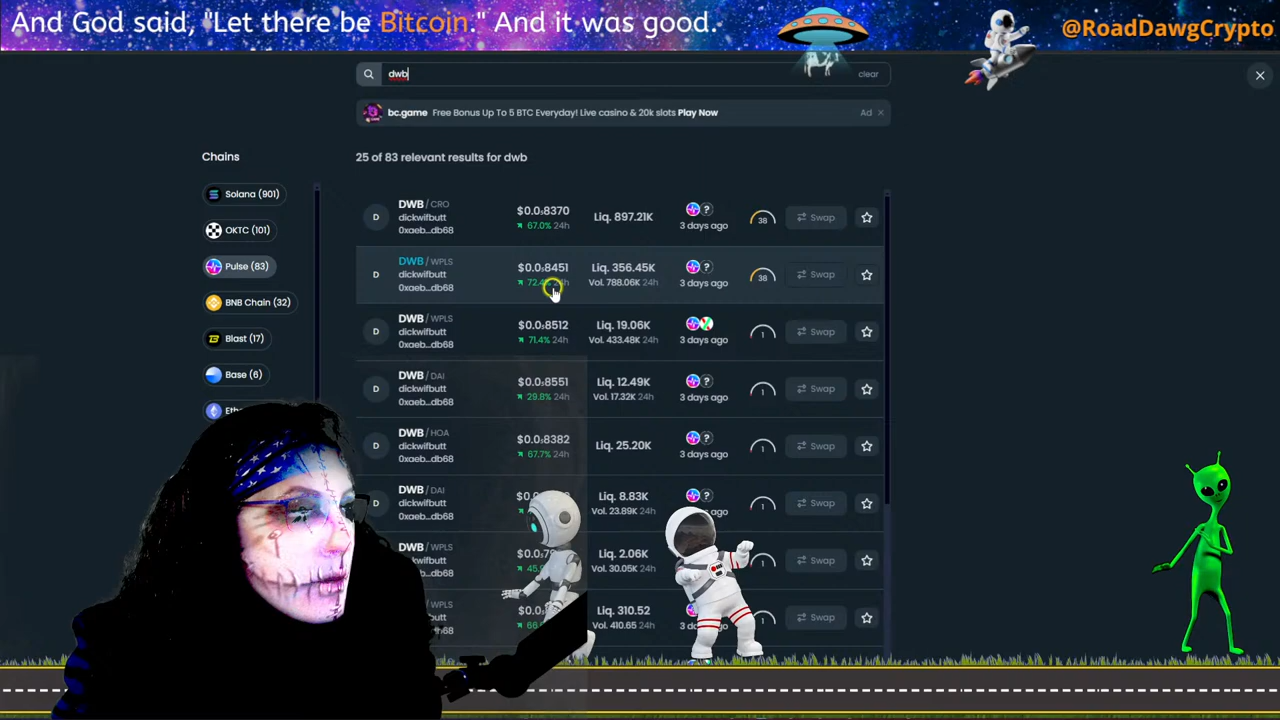 And God said, "Let there be Bitcoin." And it was good.
@RoadDawgCrypto
dwb
clear
bc.game Free Bonus Up To 5 BTC Everyday! Live casino & 20k slots Play Now
Ad
Chains
25 of 83 relevant results for dwb
Solana (901)
OKTC (101)
Pulse (83)
BNB Chain (32)
Blast (17)
Base (6)
DWB / CRO
dickwifbutt
0xaeb...db68
$0.0₅8370
67.0% 24h
Liq. 897.21K
3 days ago
38
Swap
DWB / WPLS
dickwifbutt
0xaeb...db68
$0.0₅8451
Liq. 356.45K
Vol. 788.06K 24h
3 days ago
38
Swap
DWB / WPLS
dickwifbutt
0xaeb...db68
$0.0₅8512
71.4% 24h
Liq. 19.06K
Vol. 433.48K 24h
3 days ago
1
Swap
DWB / DAI
dickwifbutt
0xaeb...db68
$0.0₅8551
29.8% 24h
Liq. 12.49K
Vol. 17.32K 24h
3 days ago
1
Swap
DWB / HOA
dickwifbutt
0xaeb...db68
$0.0₅8382
67.7% 24h
Liq. 25.20K
3 days ago
1
Swap
DWB / DAI
dickwifbutt
0xaeb...db68
Liq. 8.83K
Vol. 23.89K 24h
3 days ago
1
Swap
DWB / WPLS
dickwifbutt
0xaeb...db68
Liq. 2.06K
Vol. 30.05K 24h
Swap
WPLS
Liq. 310.52
Vol. 410.65 24h
Swap